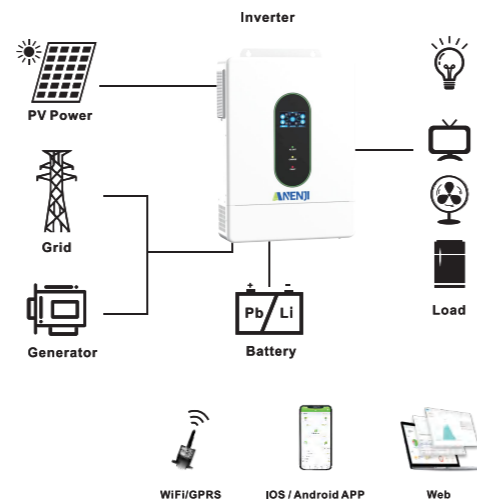 Inverter
PV Power
ANENJI
Grid
Generator
+ -
Pb Li
Battery
Load
WiFi/GPRS
IOS / Android APP
Web